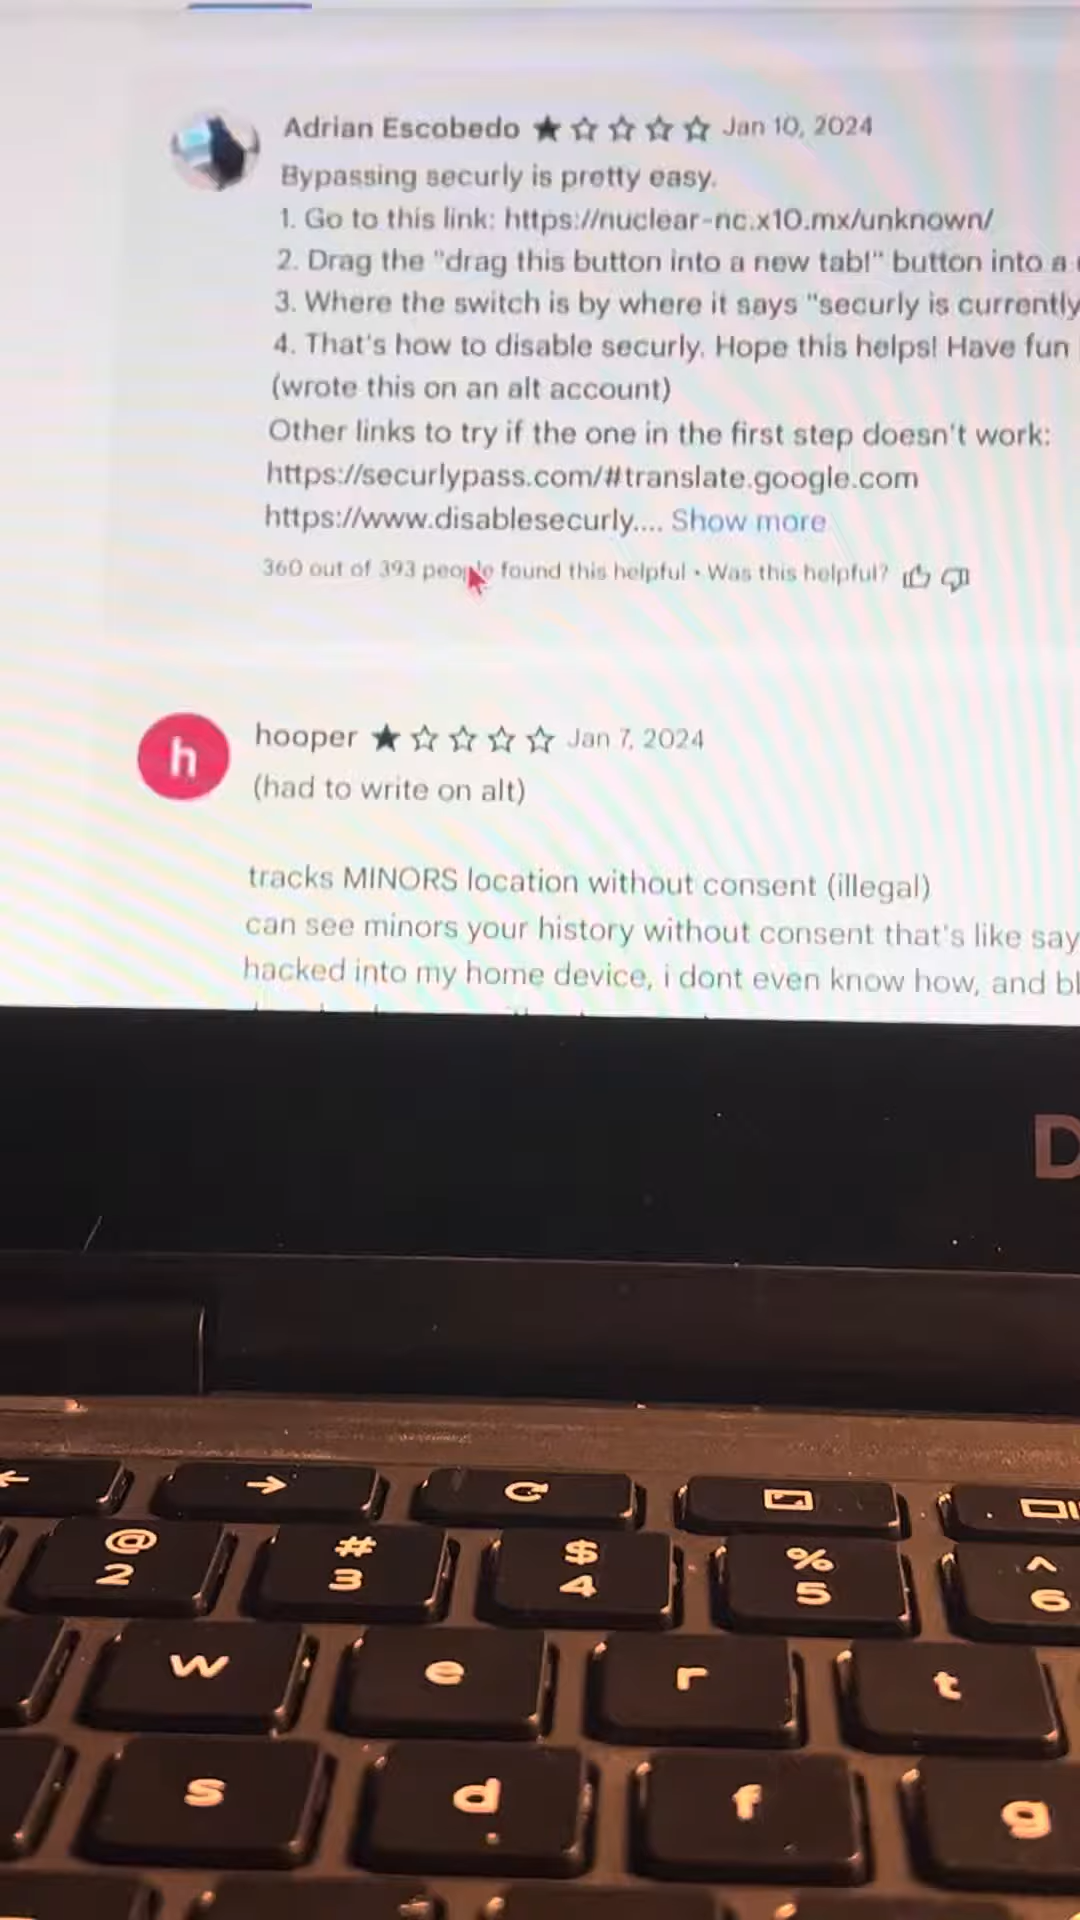 Adrian Escobedo Jan 10, 2024
Bypassing securly is pretty easy.
1. Go to this link: https://nuclear-nc.x10.mx/unknown/
2. Drag the "drag this button into a new tab!" button into a
3. Where the switch is by where it says "securly is currently
4. That's how to disable securly. Hope this helps! Have fun
(wrote this on an alt account)
Other links to try if the one in the first step doesn't work:
https://securlypass.com/#translate.google.com
https://www.disablesecurly.... Show more
360 out of 393 people found this helpful • Was this helpful?
h
hooper Jan 7, 2024
(had to write on alt)
tracks MINORS location without consent (illegal)
can see minors your history without consent that's like say
hacked into my home device, i dont even know how, and bl
D
@ # $ % ^
2 3 4 5 6
w e r t
s d f g